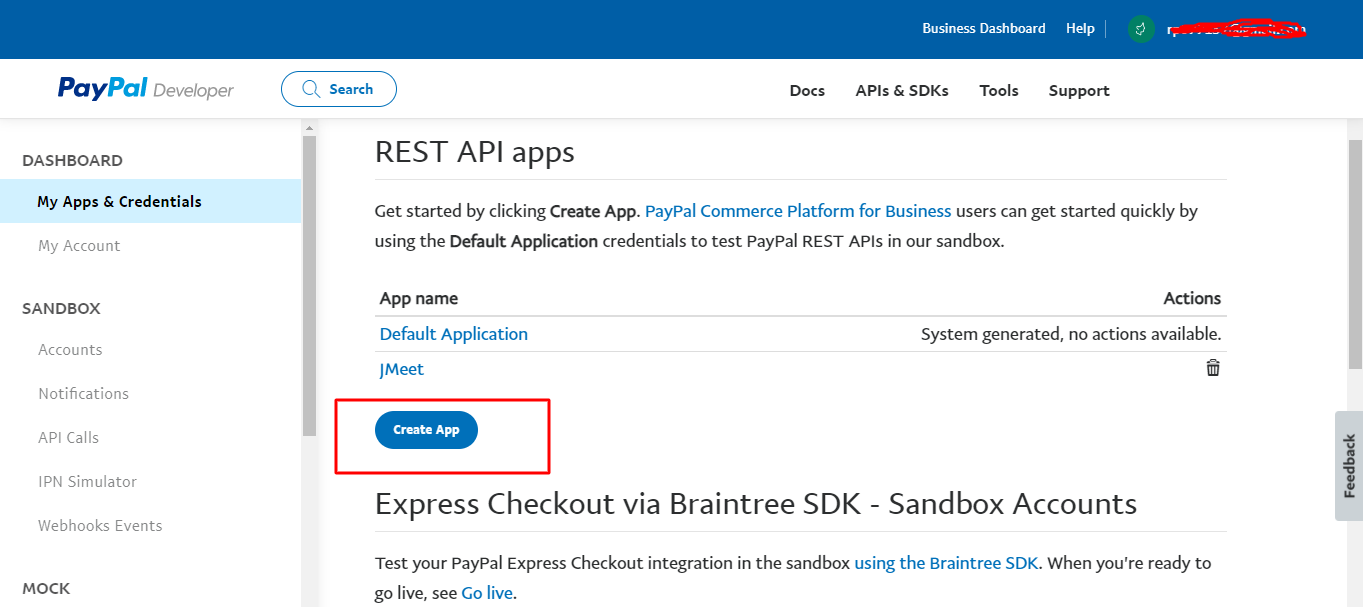 Business Dashboard Help
PayPal Developer
Search
Docs APIs & SDKs Tools Support
DASHBOARD
My Apps & Credentials
My Account
SANDBOX
Accounts
Notifications
API Calls
IPN Simulator
Webhooks Events
MOCK
REST API apps
Get started by clicking Create App. PayPal Commerce Platform for Business users can get started quickly by
using the Default Application credentials to test PayPal REST APIs in our sandbox.
App name Actions
Default Application System generated, no actions available.
JMeet
Create App
Express Checkout via Braintree SDK - Sandbox Accounts
Test your PayPal Express Checkout integration in the sandbox using the Braintree SDK. When you're ready to
go live, see Go live.
Feedback